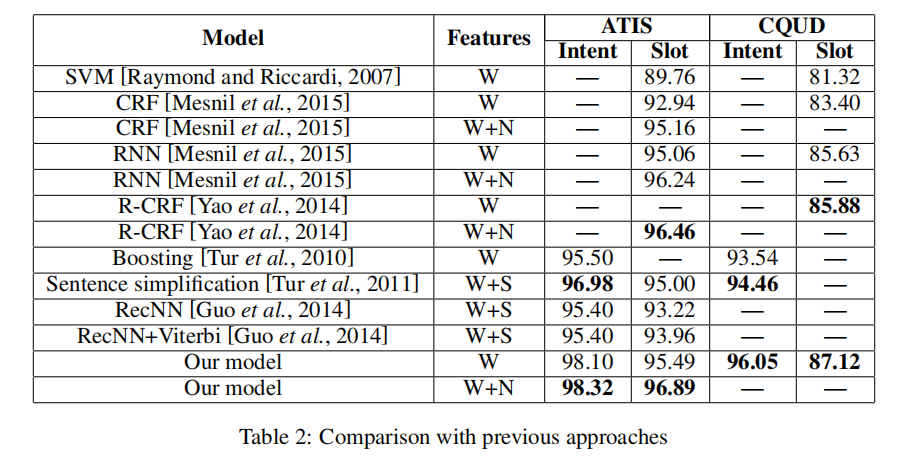 Model Features ATIS CQUD
Intent Slot Intent Slot
SVM [Raymond and Riccardi, 2007] W — 89.76 — 81.32
CRF [Mesnil et al., 2015] W — 92.94 — 83.40
CRF [Mesnil et al., 2015] W+N — 95.16 — —
RNN [Mesnil et al., 2015] W — 95.06 — 85.63
RNN [Mesnil et al., 2015] W+N — 96.24 — —
R-CRF [Yao et al., 2014] W — — — 85.88
R-CRF [Yao et al., 2014] W+N — 96.46 — —
Boosting [Tur et al., 2010] W 95.50 — 93.54 —
Sentence simplification [Tur et al., 2011] W+S 96.98 95.00 94.46 —
RecNN [Guo et al., 2014] W+S 95.40 93.22 — —
RecNN+Viterbi [Guo et al., 2014] W+S 95.40 93.96 — —
Our model W 98.10 95.49 96.05 87.12
Our model W+N 98.32 96.89 — —
Table 2: Comparison with previous approaches